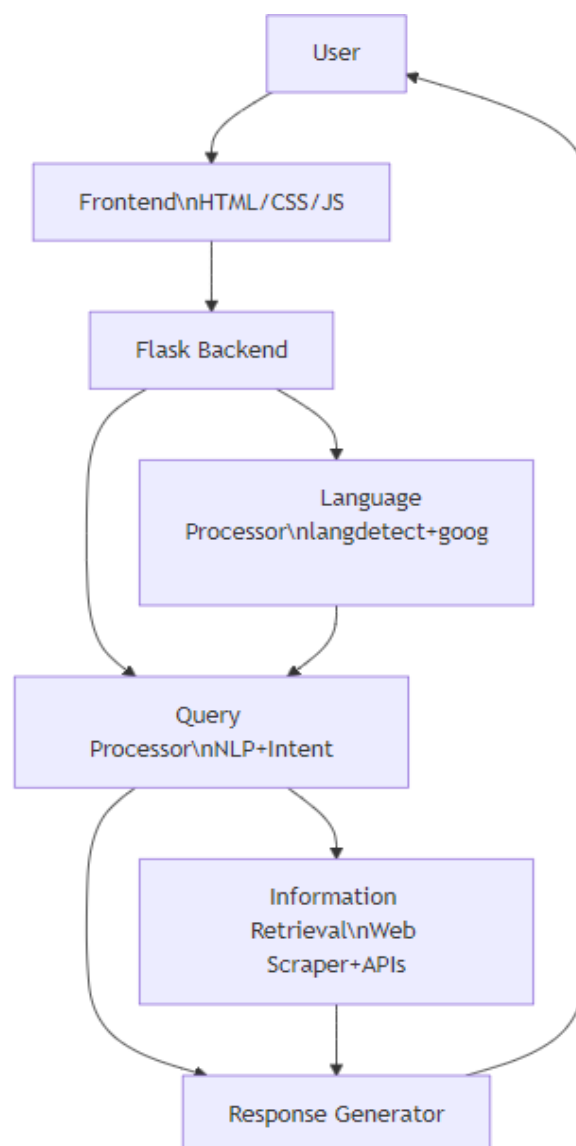 User
Frontend\nHTML/CSS/JS
Flask Backend
Language
Processor\nlangdetect+goog
Query
Processor\nNLP+Intent
Information
Retrieval\nWeb
Scraper+APIs
Response Generator